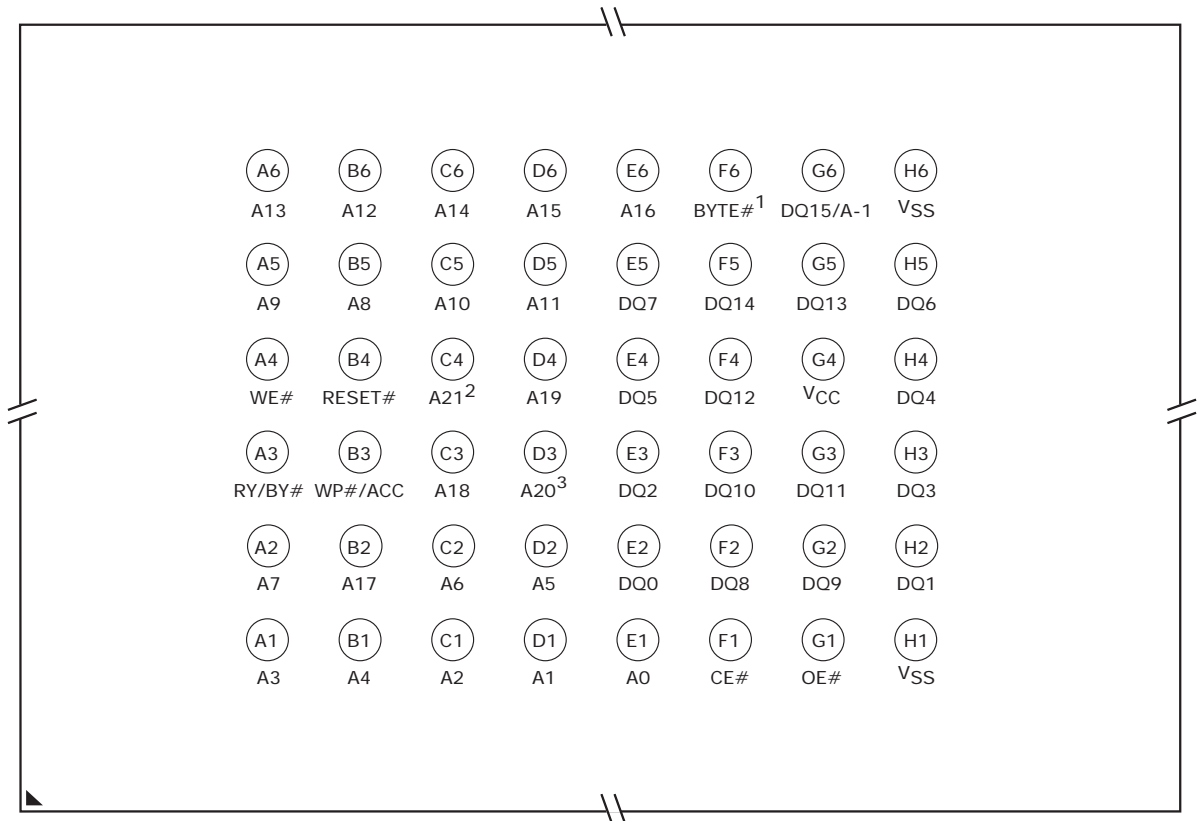 A6 B6 C6 D6 E6 F6 G6 H6
A13 A12 A14 A15 A16 BYTE#1 DQ15/A-1 VSS
A5 B5 C5 D5 E5 F5 G5 H5
A9 A8 A10 A11 DQ7 DQ14 DQ13 DQ6
A4 B4 C4 D4 E4 F4 G4 H4
WE# RESET# A212 A19 DQ5 DQ12 VCC DQ4
A3 B3 C3 D3 E3 F3 G3 H3
RY/BY# WP#/ACC A18 A203 DQ2 DQ10 DQ11 DQ3
A2 B2 C2 D2 E2 F2 G2 H2
A7 A17 A6 A5 DQ0 DQ8 DQ9 DQ1
A1 B1 C1 D1 E1 F1 G1 H1
A3 A4 A2 A1 A0 CE# OE# VSS